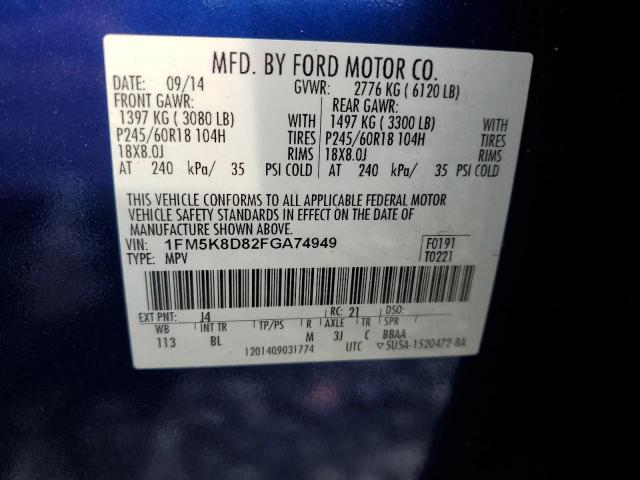 MFD. BY FORD MOTOR CO.
DATE: 09/14 GVWR: 2776 KG ( 6120 LB)
FRONT GAWR: REAR GAWR:
1397 KG ( 3080 LB) 1497 KG ( 3300 LB)
P245/60R18 104H TIRES P245/60R18 104H TIRES
18X8.0J RIMS 18X8.0J RIMS
AT 240 kPa/ 35 PSI COLD AT 240 kPa/ 35 PSI COLD
THIS VEHICLE CONFORMS TO ALL APPLICABLE FEDERAL MOTOR
VEHICLE SAFETY STANDARDS IN EFFECT ON THE DATE OF
MANUFACTURE SHOWN ABOVE.
VIN: 1FM5K8D82FGA74949 F0191
TYPE: MPV T0221
EXT PNT: J4 RC: 21 DSO:
WB INT TR TP/PS R AXLE TR SPR
113 BL M 3J C BBAA
1201409031774 UTC ▽5U5A-1520472-BA